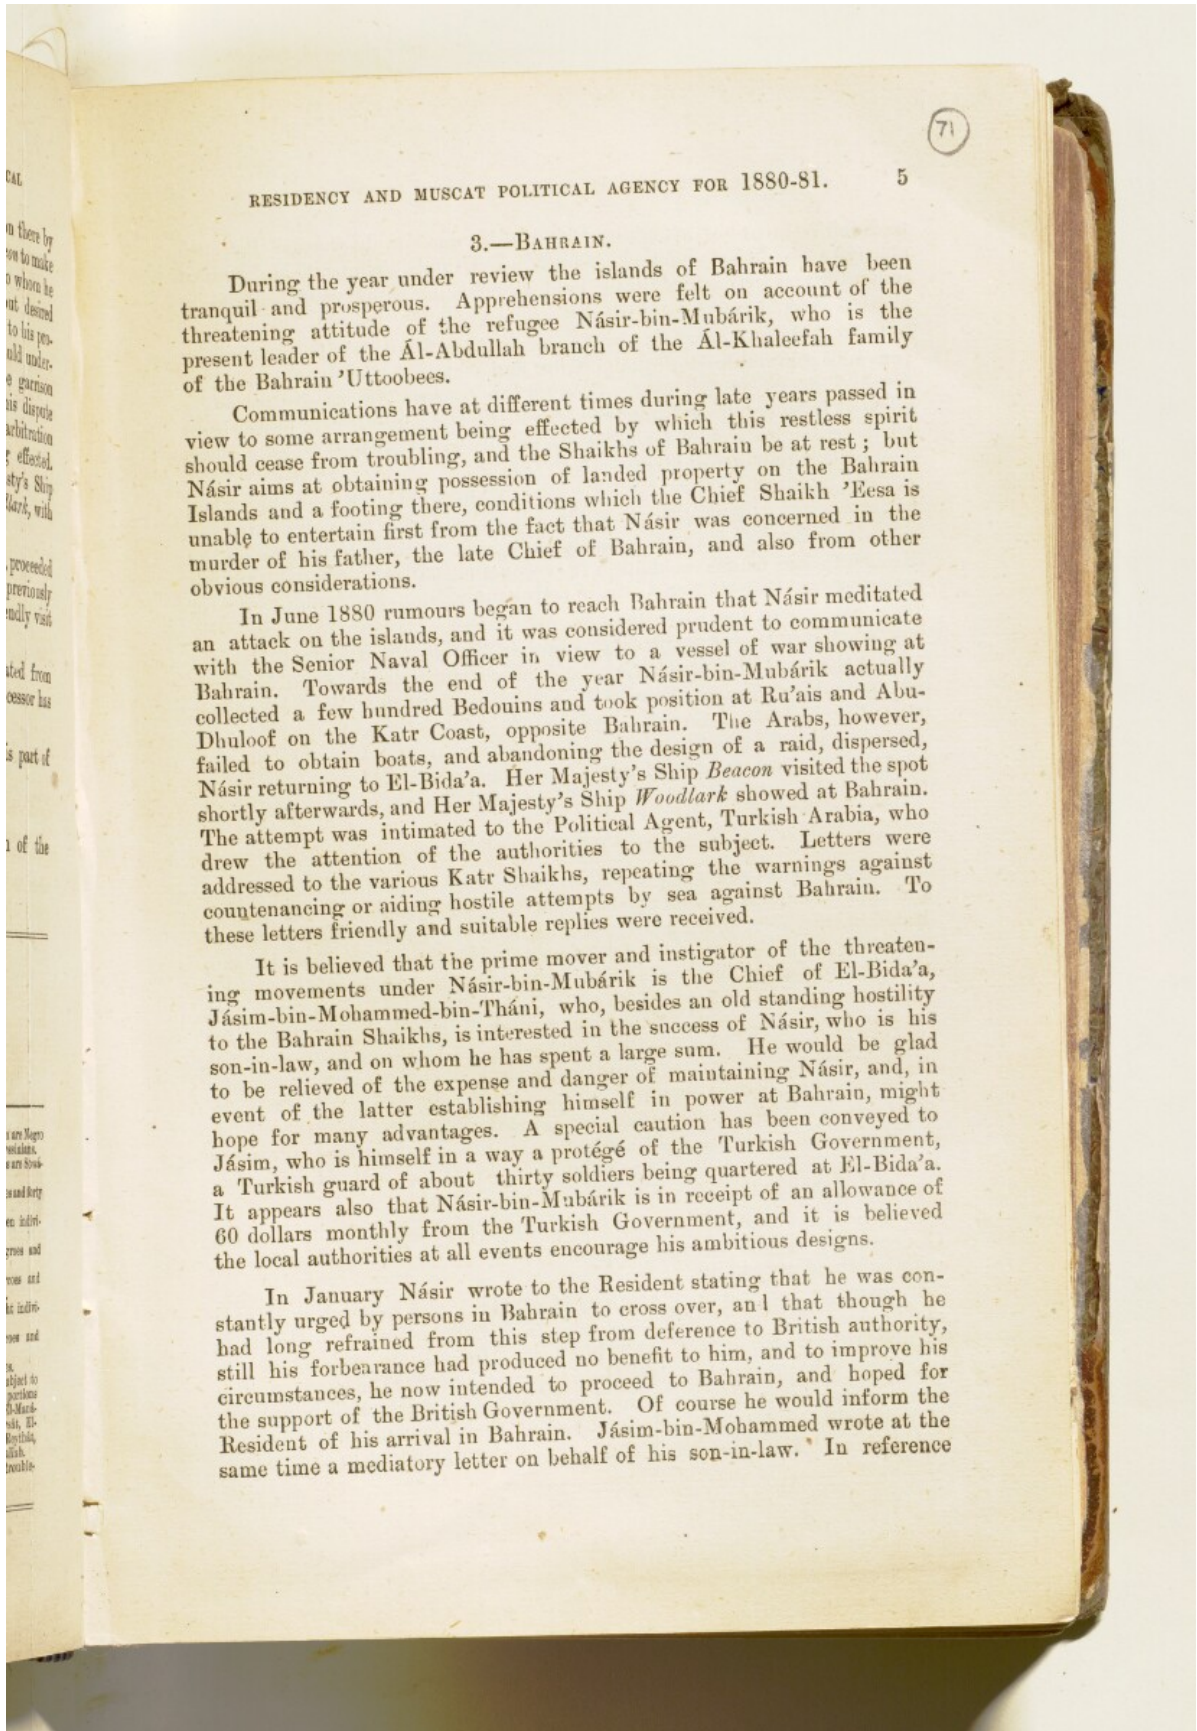 71
RESIDENCY AND MUSCAT POLITICAL AGENCY FOR 1880-81. 5
3.—BAHRAIN.
During the year under review the islands of Bahrain have been
tranquil and prosperous. Apprehensions were felt on account of the
threatening attitude of the refugee Násir-bin-Mubárik, who is the
present leader of the Ál-Abdullah branch of the Ál-Khaleefah family
of the Bahrain 'Uttoobees.
Communications have at different times during late years passed in
view to some arrangement being effected by which this restless spirit
should cease from troubling, and the Shaikhs of Bahrain be at rest; but
Násir aims at obtaining possession of landed property on the Bahrain
Islands and a footing there, conditions which the Chief Shaikh 'Eesa is
unable to entertain first from the fact that Násir was concerned in the
murder of his father, the late Chief of Bahrain, and also from other
obvious considerations.
In June 1880 rumours began to reach Bahrain that Násir meditated
an attack on the islands, and it was considered prudent to communicate
with the Senior Naval Officer in view to a vessel of war showing at
Bahrain. Towards the end of the year Násir-bin-Mubárik actually
collected a few hundred Bedouins and took position at Ru'ais and Abu-
Dhuloof on the Katr Coast, opposite Bahrain. The Arabs, however,
failed to obtain boats, and abandoning the design of a raid, dispersed,
Násir returning to El-Bida'a. Her Majesty's Ship Beacon visited the spot
shortly afterwards, and Her Majesty's Ship Woodlark showed at Bahrain.
The attempt was intimated to the Political Agent, Turkish Arabia, who
drew the attention of the authorities to the subject. Letters were
addressed to the various Katr Shaikhs, repeating the warnings against
countenancing or aiding hostile attempts by sea against Bahrain. To
these letters friendly and suitable replies were received.
It is believed that the prime mover and instigator of the threaten-
ing movements under Násir-bin-Mubárik is the Chief of El-Bida'a,
Jásim-bin-Mohammed-bin-Tháni, who, besides an old standing hostility
to the Bahrain Shaikhs, is interested in the success of Násir, who is his
son-in-law, and on whom he has spent a large sum. He would be glad
to be relieved of the expense and danger of maintaining Násir, and, in
event of the latter establishing himself in power at Bahrain, might
hope for many advantages. A special caution has been conveyed to
Jásim, who is himself in a way a protégé of the Turkish Government,
a Turkish guard of about thirty soldiers being quartered at El-Bida'a.
It appears also that Násir-bin-Mubárik is in receipt of an allowance of
60 dollars monthly from the Turkish Government, and it is believed
the local authorities at all events encourage his ambitious designs.
In January Násir wrote to the Resident stating that he was con-
stantly urged by persons in Bahrain to cross over, and that though he
had long refrained from this step from deference to British authority,
still his forbearance had produced no benefit to him, and to improve his
circumstances, he now intended to proceed to Bahrain, and hoped for
the support of the British Government. Of course he would inform the
Resident of his arrival in Bahrain. Jásim-bin-Mohammed wrote at the
same time a mediatory letter on behalf of his son-in-law. In reference